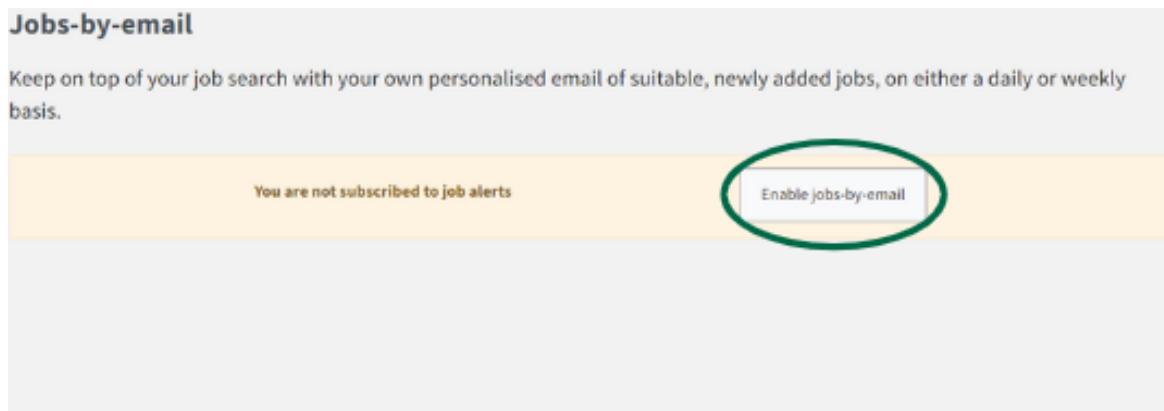 Jobs-by-email
Keep on top of your job search with your own personalised email of suitable, newly added jobs, on either a daily or weekly
basis.
You are not subscribed to job alerts
Enable jobs-by-email